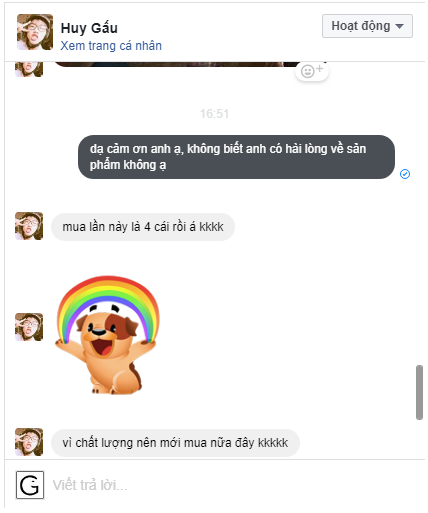 Huy Gấu
Hoạt động
Xem trang cá nhân
16:51
dạ cảm ơn anh ạ, không biết anh có hải lòng về sản
phẩm không ạ
mua lần này là 4 cái rồi á kkkk
vì chất lượng nên mới mua nữa đây kkkkk
G
Viết trả lời...